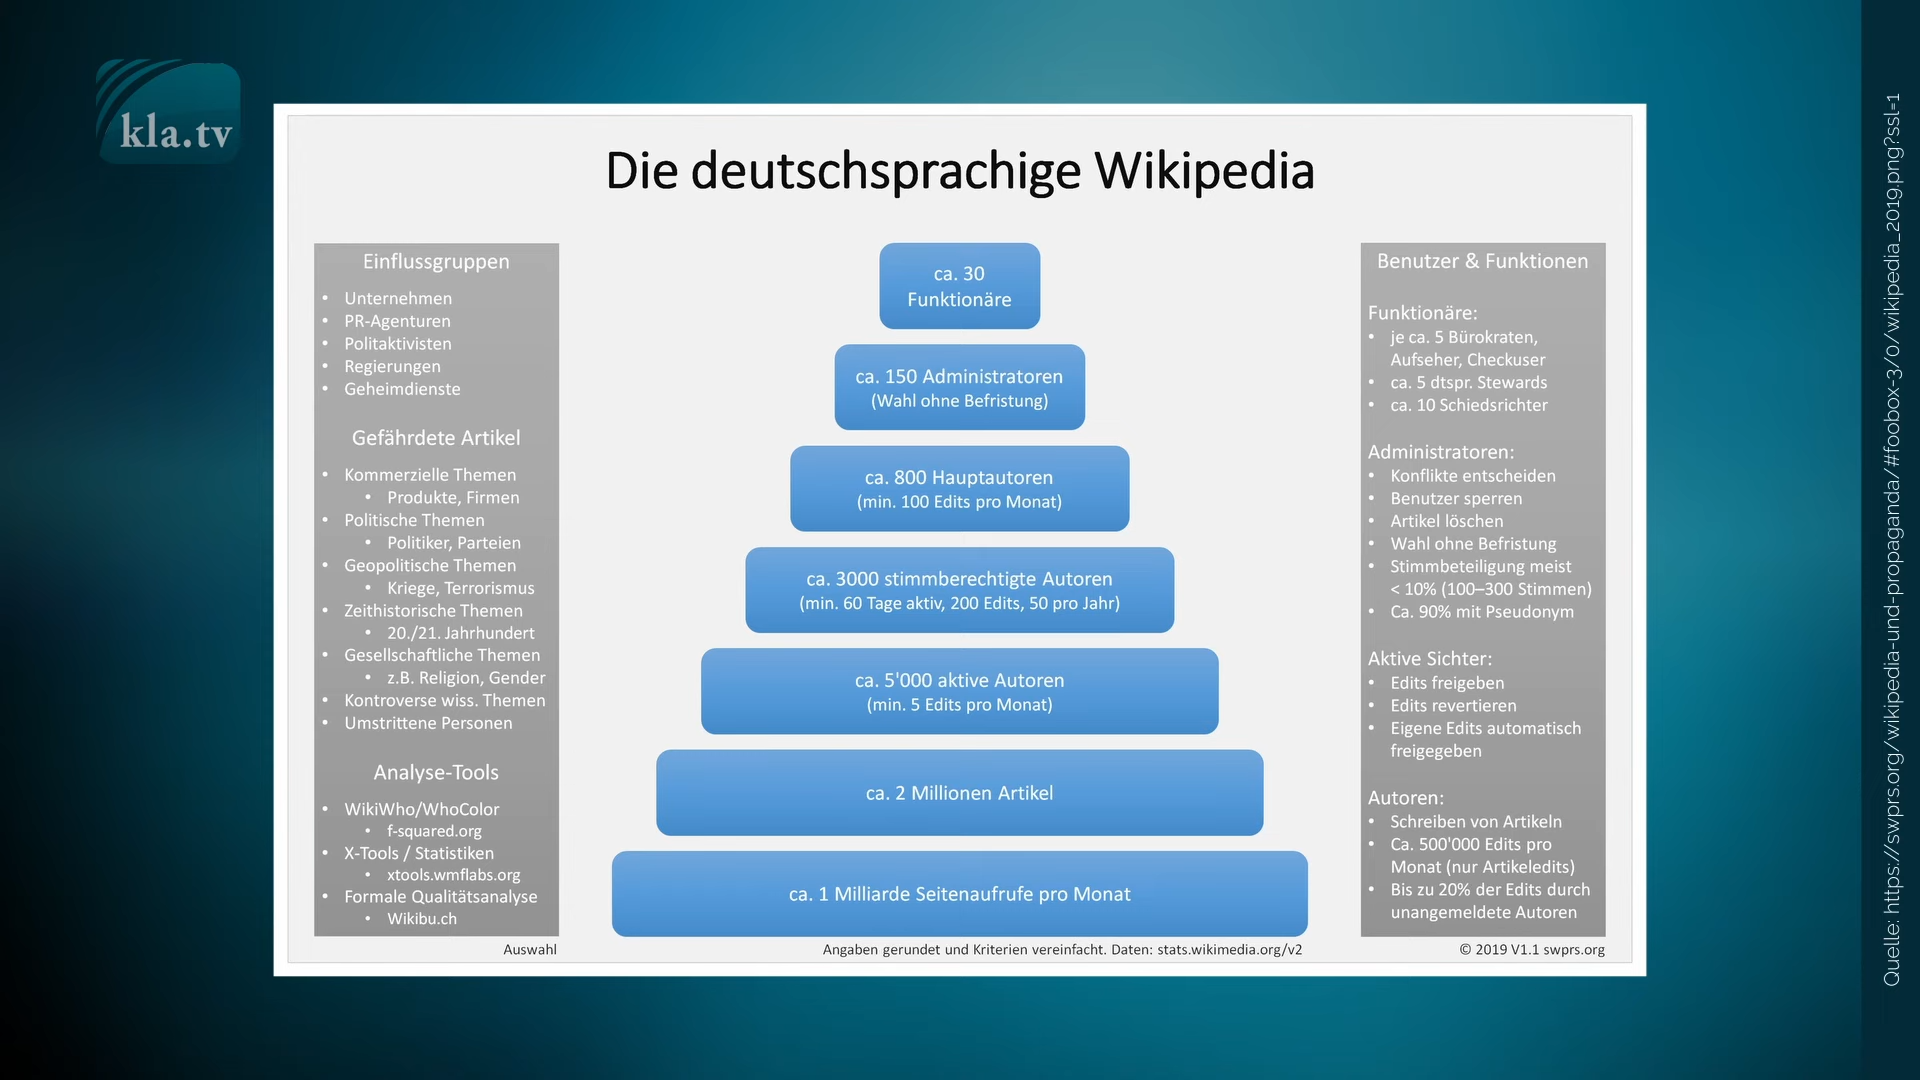 kla.tv
Die deutschsprachige Wikipedia
Einflussgruppen
• Unternehmen
• PR-Agenturen
• Politaktivisten
• Regierungen
• Geheimdienste
Gefährdete Artikel
• Kommerzielle Themen
• Produkte, Firmen
• Politische Themen
• Politiker, Parteien
• Geopolitische Themen
• Kriege, Terrorismus
• Zeithistorische Themen
• 20./21. Jahrhundert
• Gesellschaftliche Themen
• z.B. Religion, Gender
• Kontroverse wiss. Themen
• Umstrittene Personen
Analyse-Tools
• WikiWho/WhoColor
• f-squared.org
• X-Tools / Statistiken
• xtools.wmflabs.org
• Formale Qualitätsanalyse
• Wikibu.ch
Auswahl
ca. 30
Funktionäre
ca. 150 Administratoren
(Wahl ohne Befristung)
ca. 800 Hauptautoren
(min. 100 Edits pro Monat)
ca. 3000 stimmberechtigte Autoren
(min. 60 Tage aktiv, 200 Edits, 50 pro Jahr)
ca. 5'000 aktive Autoren
(min. 5 Edits pro Monat)
ca. 2 Millionen Artikel
ca. 1 Milliarde Seitenaufrufe pro Monat
Angaben gerundet und Kriterien vereinfacht. Daten: stats.wikimedia.org/v2
Benutzer & Funktionen
Funktionäre:
• je ca. 5 Bürokraten,
Aufseher, Checkuser
• ca. 5 dtspr. Stewards
• ca. 10 Schiedsrichter
Administratoren:
• Konflikte entscheiden
• Benutzer sperren
• Artikel löschen
• Wahl ohne Befristung
• Stimmbeteiligung meist
< 10% (100–300 Stimmen)
• Ca. 90% mit Pseudonym
Aktive Sichter:
• Edits freigeben
• Edits revertieren
• Eigene Edits automatisch
freigegeben
Autoren:
• Schreiben von Artikeln
• Ca. 500'000 Edits pro
Monat (nur Artikeledits)
• Bis zu 20% der Edits durch
unangemeldete Autoren
© 2019 V1.1 swprs.org
Quelle: https://swprs.org/wikipedia-und-propaganda/#foobox-3/0/wikipedia_2019.png?ssl=1